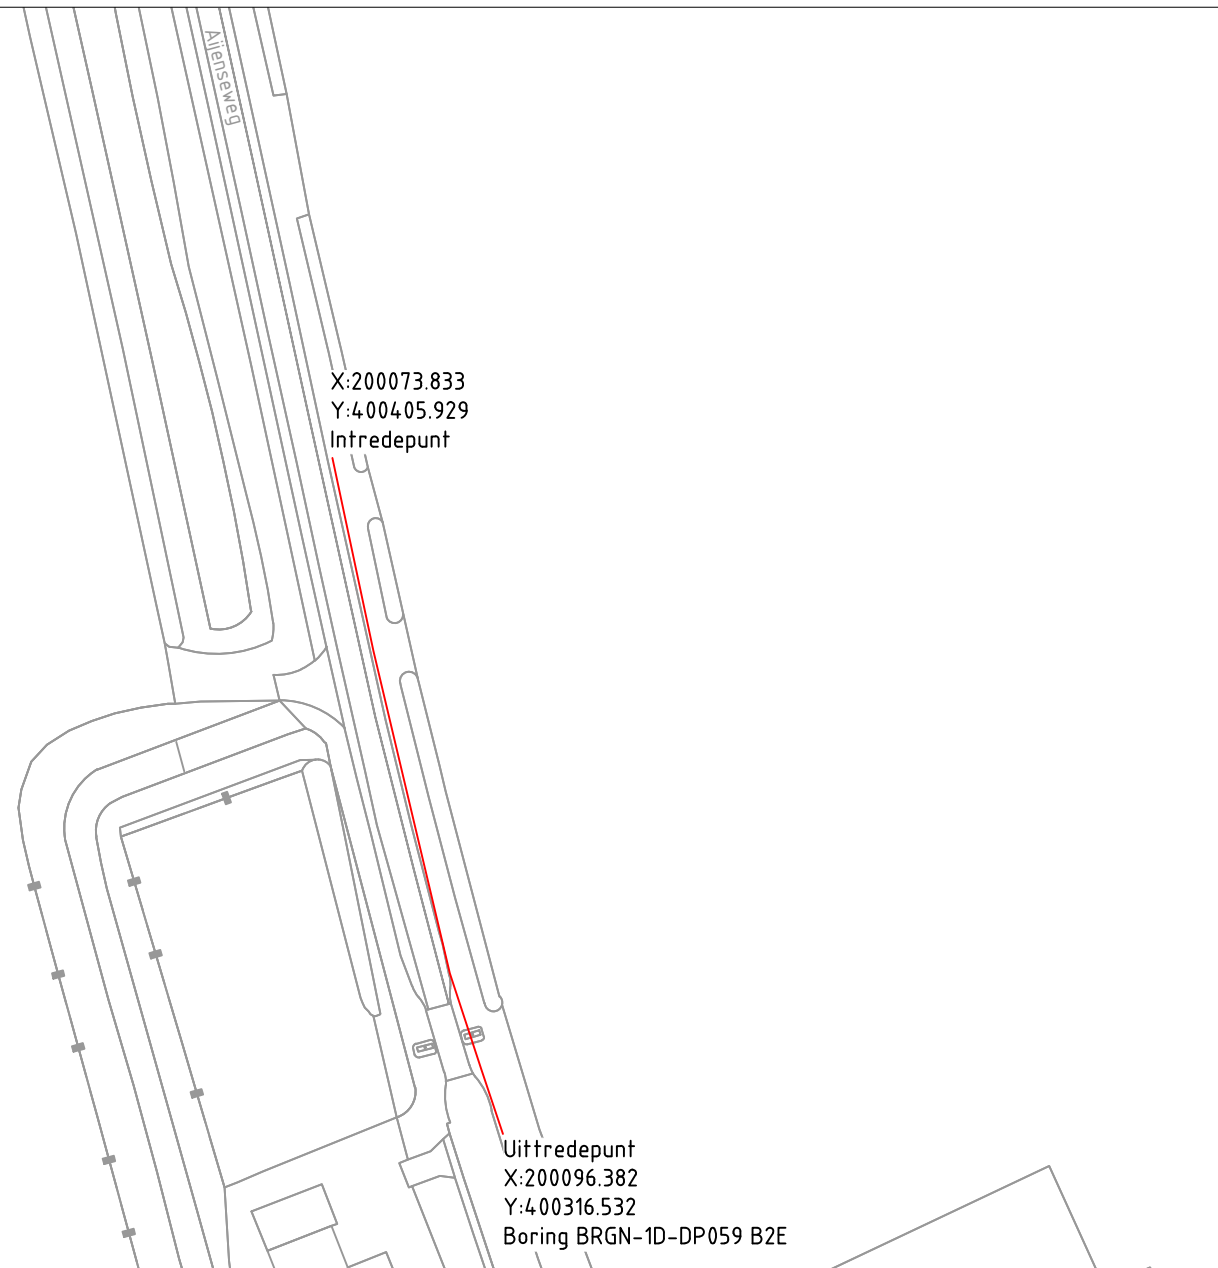 Aijenseweg
X:200073.833
Y:400405.929
Intredepunt
Uittredepunt
X:200096.382
Y:400316.532
Boring BRGN-1D-DP059 B2E